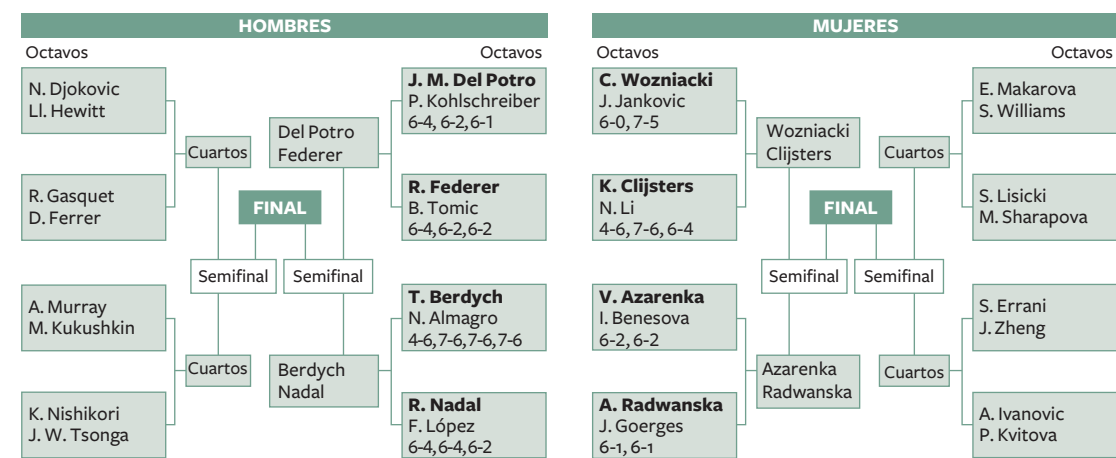 HOMBRES
Octavos
Octavos
N. Djokovic
Ll. Hewitt
R. Gasquet
D. Ferrer
A. Murray
M. Kukushkin
K. Nishikori
J. W. Tsonga
Cuartos
Cuartos
Semifinal
FINAL
Semifinal
Del Potro
Federer
Berdych
Nadal
J. M. Del Potro
P. Kohlschreiber
6-4, 6-2,6-1
R. Federer
B. Tomic
6-4,6-2,6-2
T. Berdych
N. Almagro
4-6,7-6,7-6,7-6
R. Nadal
F. López
6-4,6-4,6-2
MUJERES
Octavos
Octavos
C. Wozniacki
J. Jankovic
6-0,7-5
K. Clijsters
N. Li
4-6,7-6, 6-4
V. Azarenka
I. Benesova
6-2,6-2
A. Radwanska
J. Goerges
6-1, 6-1
Wozniacki
Clijsters
Azarenka
Radwanska
Semifinal
FINAL
Semifinal
Cuartos
Cuartos
E. Makarova
S. Williams
S. Lisicki
M. Sharapova
S. Errani
J. Zheng
A. Ivanovic
P. Kvitova